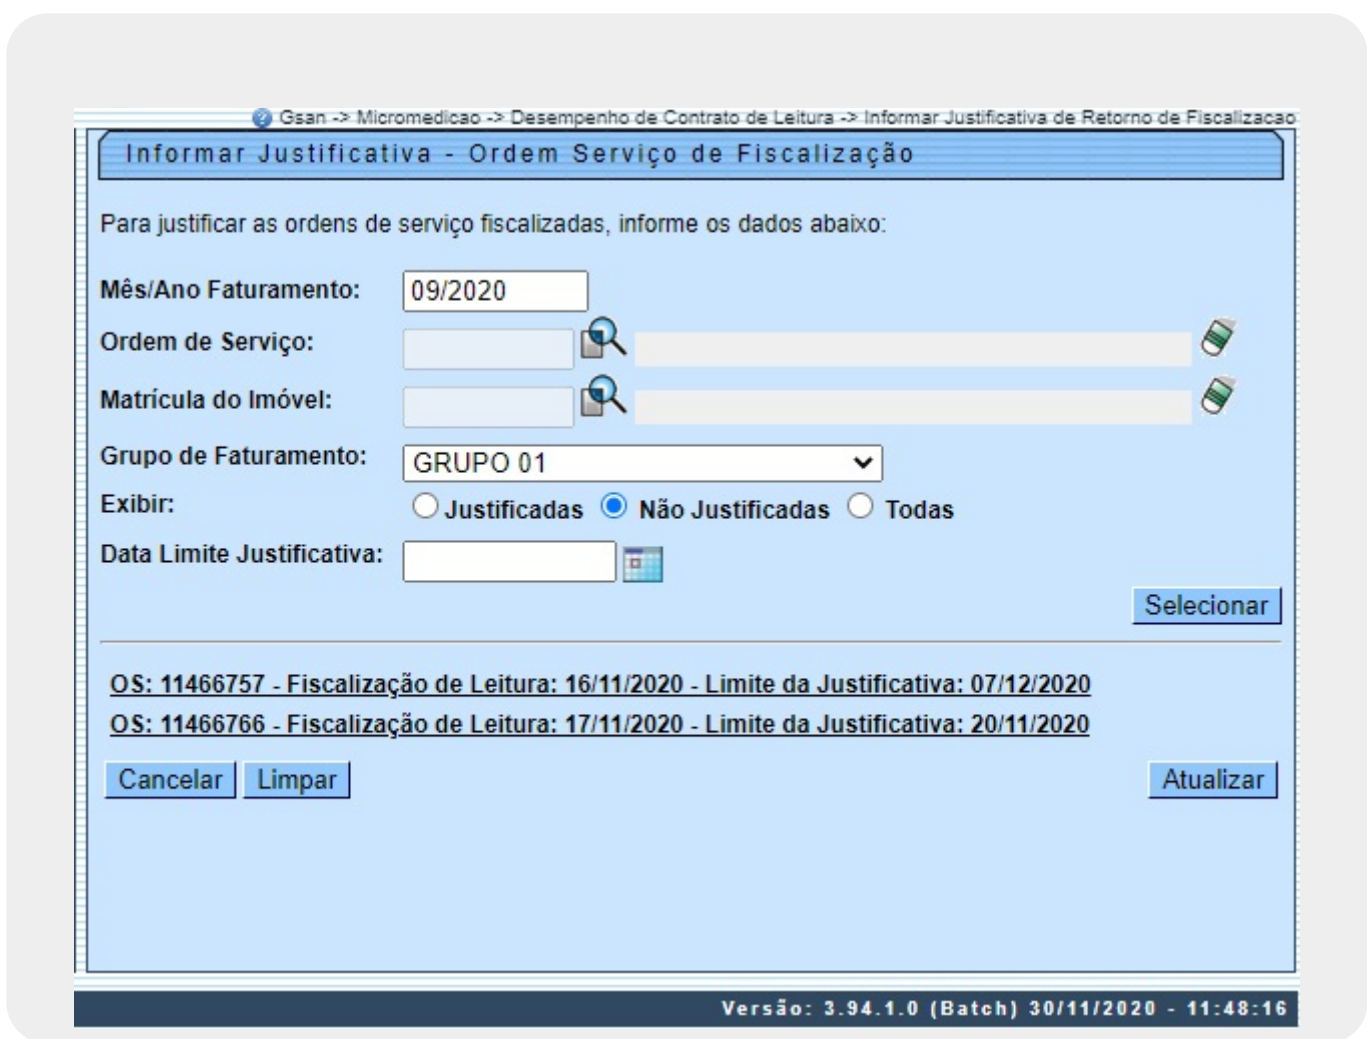 Gsan -> Micromedicao -> Desempenho de Contrato de Leitura -> Informar Justificativa de Retorno de Fiscalizacao
Informar Justificativa - Ordem Serviço de Fiscalização
Para justificar as ordens de serviço fiscalizadas, informe os dados abaixo:
Mês/Ano Faturamento: 09/2020
Ordem de Serviço:
Matrícula do Imóvel:
Grupo de Faturamento: GRUPO 01
Exibir: Justificadas Não Justificadas Todas
Data Limite Justificativa:
Selecionar
OS: 11466757 - Fiscalização de Leitura: 16/11/2020 - Limite da Justificativa: 07/12/2020
OS: 11466766 - Fiscalização de Leitura: 17/11/2020 - Limite da Justificativa: 20/11/2020
Cancelar Limpar Atualizar
Versão: 3.94.1.0 (Batch) 30/11/2020 - 11:48:16